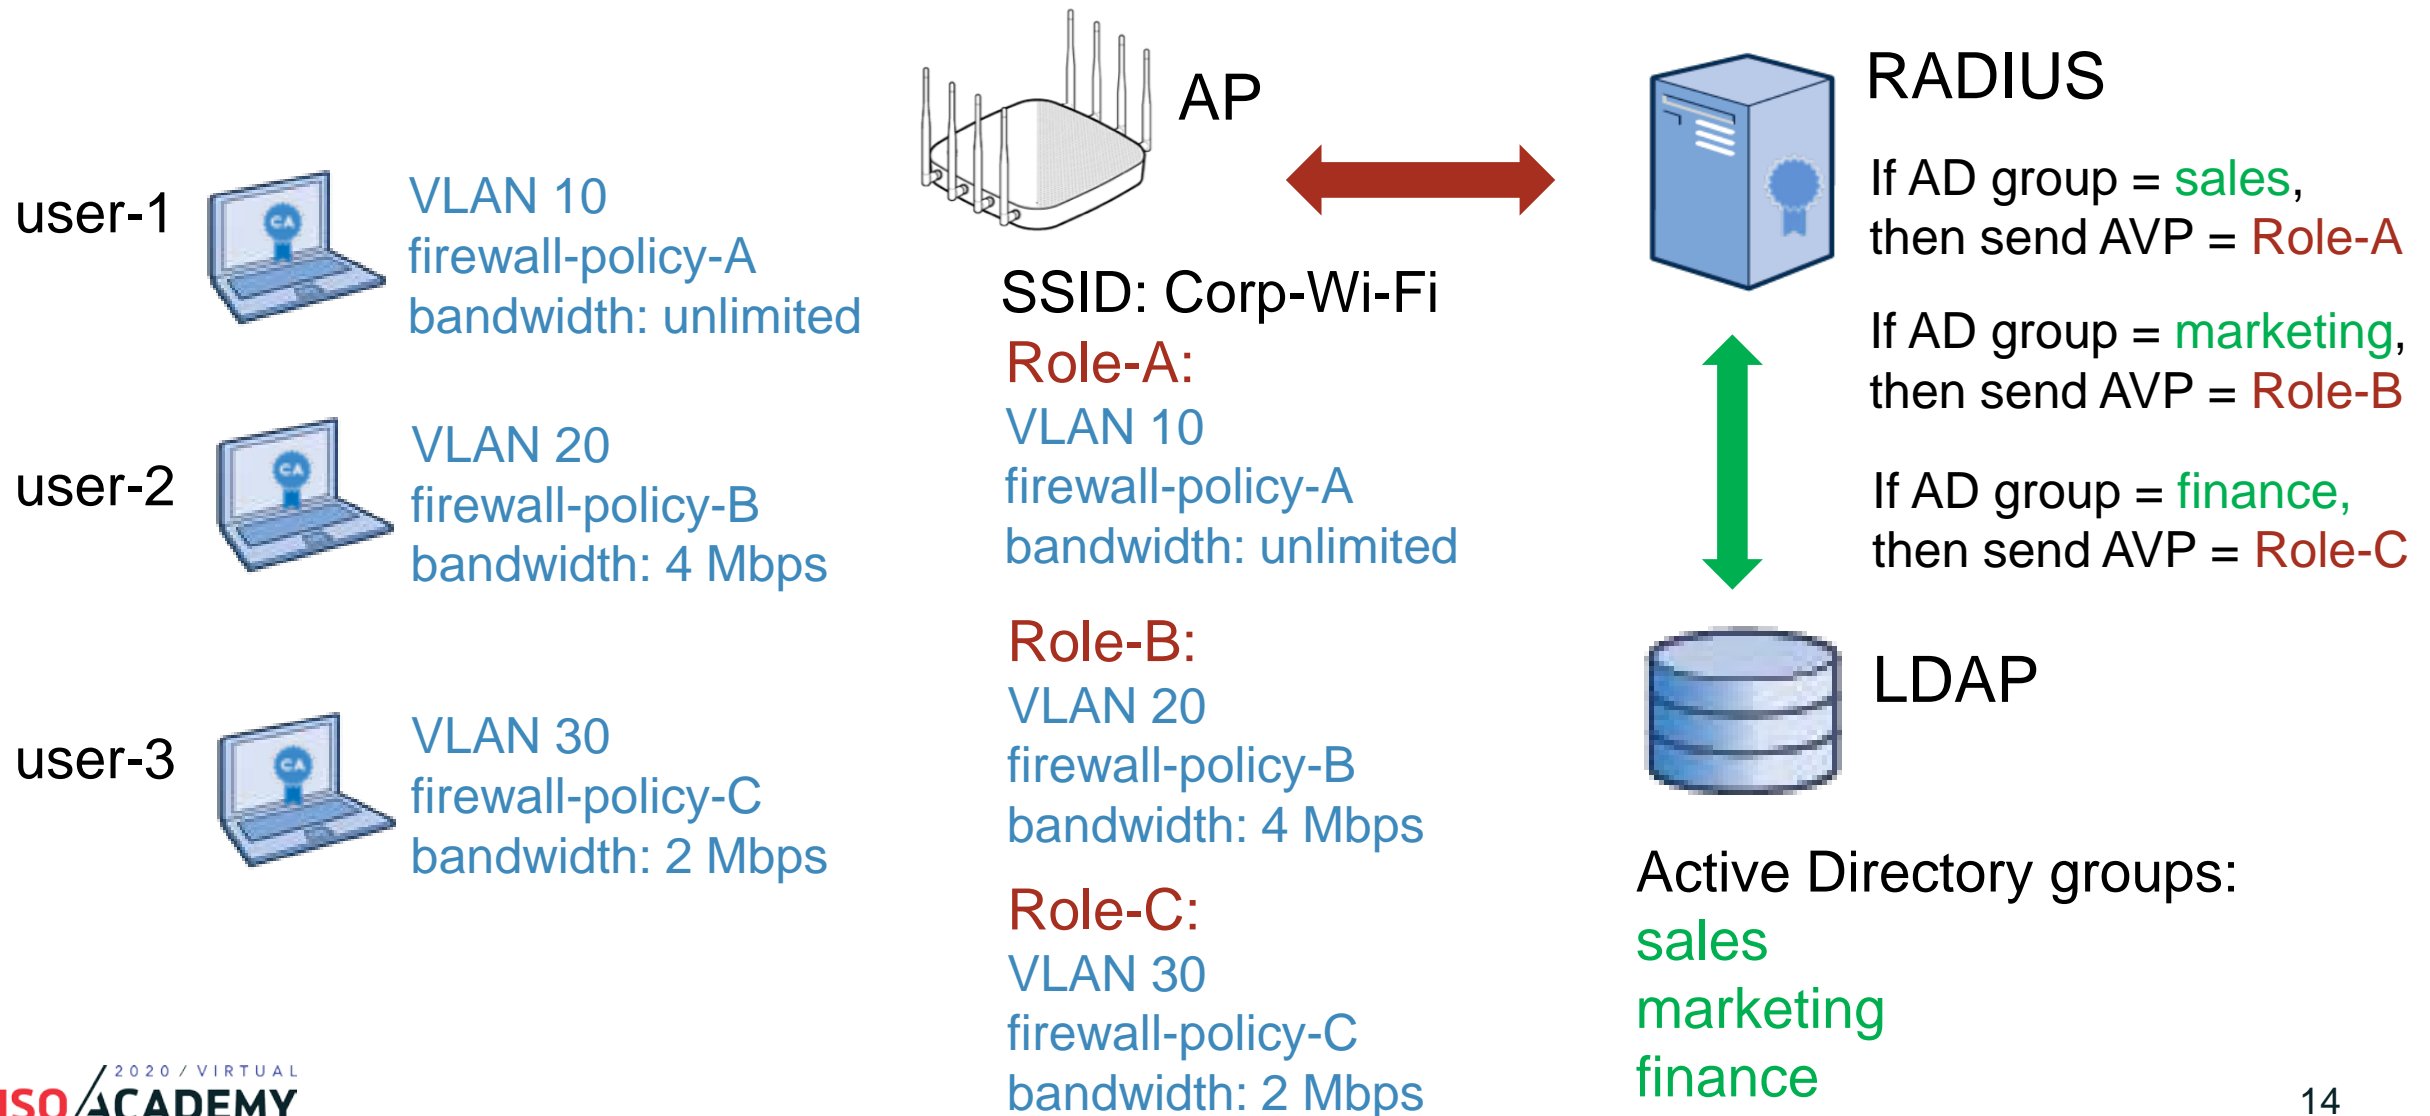 user-1
CA
VLAN 10
firewall-policy-A
bandwidth: unlimited
user-2
CA
VLAN 20
firewall-policy-B
bandwidth: 4 Mbps
user-3
CA
VLAN 30
firewall-policy-C
bandwidth: 2 Mbps
AP
SSID: Corp-Wi-Fi
Role-A:
VLAN 10
firewall-policy-A
bandwidth: unlimited
Role-B:
VLAN 20
firewall-policy-B
bandwidth: 4 Mbps
Role-C:
VLAN 30
firewall-policy-C
bandwidth: 2 Mbps
RADIUS
If AD group = sales,
then send AVP = Role-A
If AD group = marketing,
then send AVP = Role-B
If AD group = finance,
then send AVP = Role-C
LDAP
Active Directory groups:
sales
marketing
finance
2020 / VIRTUAL
ISO/ACADEMY
14